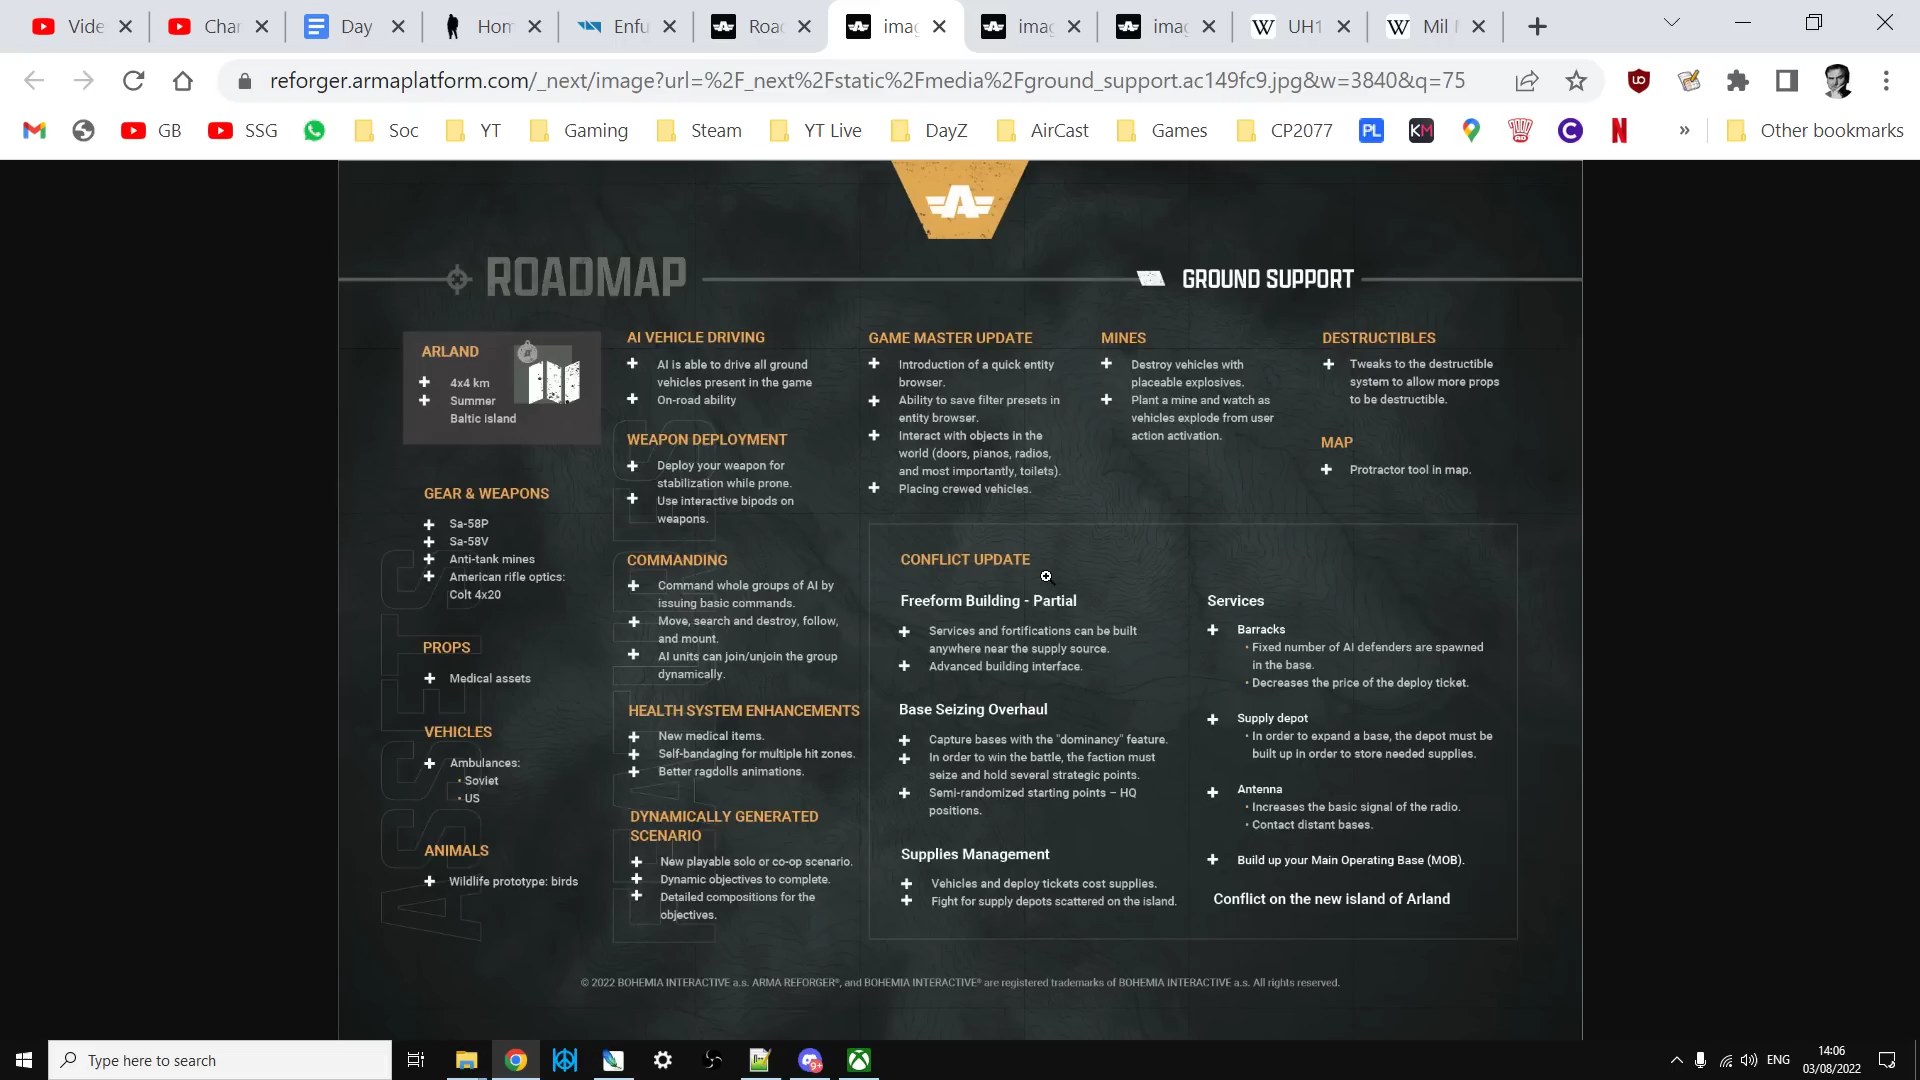 Vide
Char
Day
Hom
Enfu
Road
imag
imag
imag
UH1
Mil
reforger.armaplatform.com/_next/image?url=%2F_next%2Fstatic%2Fmedia%2Fground_support.ac149fc9.jpg&w=3840&q=75
GB
SSG
Soc
YT
Gaming
Steam
YT Live
DayZ
AirCast
Games
CP2077
PL
KM
Other bookmarks
ROADMAP
GROUND SUPPORT
ARLAND
4x4 km
Summer
Baltic island
GEAR & WEAPONS
Sa-58P
Sa-58V
Anti-tank mines
American rifle optics:
Colt 4x20
PROPS
Medical assets
VEHICLES
Ambulances:
• Soviet
• US
ANIMALS
Wildlife prototype: birds
ASSETS
AI VEHICLE DRIVING
AI is able to drive all ground
vehicles present in the game
On-road ability
WEAPON DEPLOYMENT
Deploy your weapon for
stabilization while prone.
Use interactive bipods on
weapons.
COMMANDING
Command whole groups of AI by
issuing basic commands.
Move, search and destroy, follow,
and mount.
AI units can join/unjoin the group
dynamically.
HEALTH SYSTEM ENHANCEMENTS
New medical items.
Self-bandaging for multiple hit zones.
Better ragdolls animations.
DYNAMICALLY GENERATED
SCENARIO
New playable solo or co-op scenario.
Dynamic objectives to complete.
Detailed compositions for the
objectives.
GAME MASTER UPDATE
Introduction of a quick entity
browser.
Ability to save filter presets in
entity browser.
Interact with objects in the
world (doors, pianos, radios,
and most importantly, toilets).
Placing crewed vehicles.
MINES
Destroy vehicles with
placeable explosives.
Plant a mine and watch as
vehicles explode from user
action activation.
DESTRUCTIBLES
Tweaks to the destructible
system to allow more props
to be destructible.
MAP
Protractor tool in map.
CONFLICT UPDATE
Freeform Building - Partial
Services and fortifications can be built
anywhere near the supply source.
Advanced building interface.
Base Seizing Overhaul
Capture bases with the "dominancy" feature.
In order to win the battle, the faction must
seize and hold several strategic points.
Semi-randomized starting points – HQ
positions.
Supplies Management
Vehicles and deploy tickets cost supplies.
Fight for supply depots scattered on the island.
Services
Barracks
• Fixed number of AI defenders are spawned
in the base.
• Decreases the price of the deploy ticket.
Supply depot
• In order to expand a base, the depot must be
built up in order to store needed supplies.
Antenna
• Increases the basic signal of the radio.
• Contact distant bases.
Build up your Main Operating Base (MOB).
Conflict on the new island of Arland
© 2022 BOHEMIA INTERACTIVE a.s. ARMA REFORGER®, and BOHEMIA INTERACTIVE® are registered trademarks of BOHEMIA INTERACTIVE a.s. All rights reserved.
Type here to search
ENG
14:06
03/08/2022